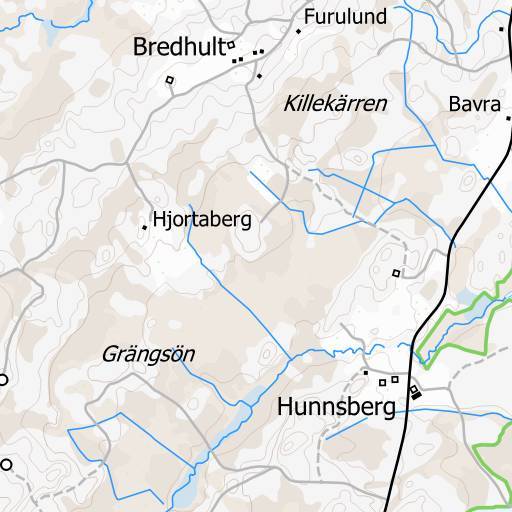 Furulund
Bredhult
Killekärren
Bavra
Hjortaberg
Grängsön
Hunnsberg